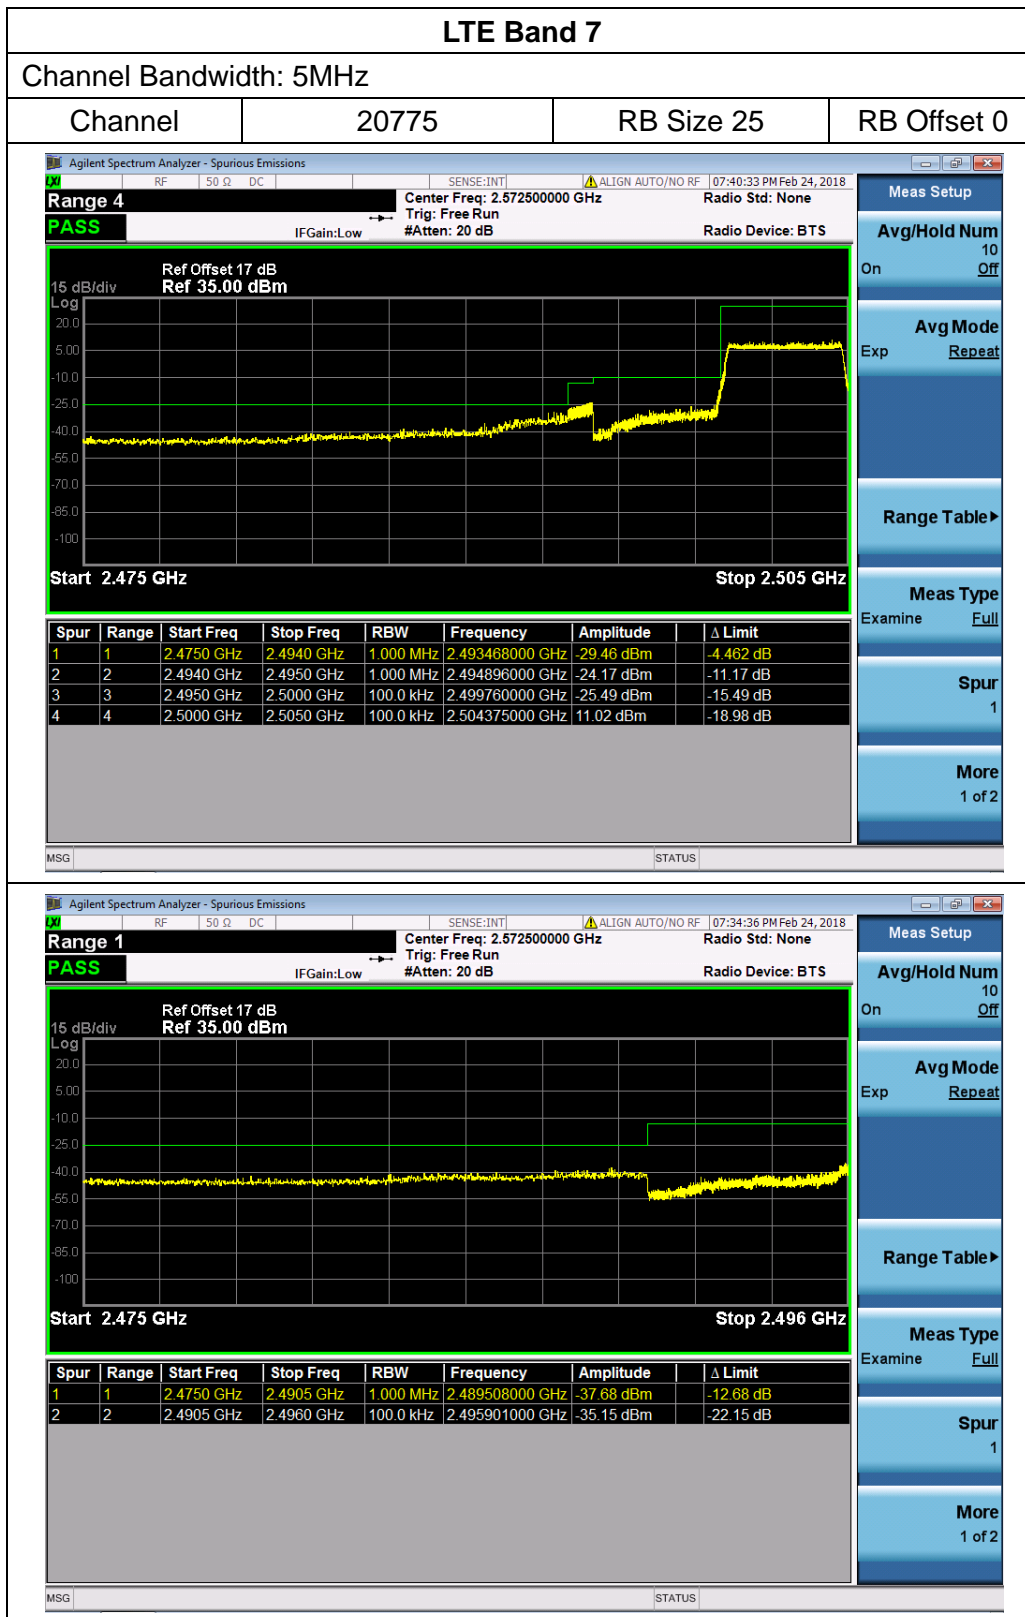 LTE Band 7
Channel Bandwidth: 5MHz
Channel 20775 RB Size 25 RB Offset 0
Agilent Spectrum Analyzer - Spurious Emissions
LXI RF 50 Ω DC SENSE:INT ALIGN AUTO/NO RF 07:40:33 PM Feb 24, 2018
Range 4 Center Freq: 2.572500000 GHz Radio Std: None
Trig: Free Run
PASS IFGain:Low #Atten: 20 dB Radio Device: BTS
Ref Offset 17 dB
15 dB/div Ref 35.00 dBm
Log
20.0
5.00
-10.0
-25.0
-40.0
-55.0
-70.0
-85.0
-100
Start 2.475 GHz Stop 2.505 GHz
Spur Range Start Freq Stop Freq RBW Frequency Amplitude Δ Limit
1 1 2.4750 GHz 2.4940 GHz 1.000 MHz 2.493468000 GHz -29.46 dBm -4.462 dB
2 2 2.4940 GHz 2.4950 GHz 1.000 MHz 2.494896000 GHz -24.17 dBm -11.17 dB
3 3 2.4950 GHz 2.5000 GHz 100.0 kHz 2.499760000 GHz -25.49 dBm -15.49 dB
4 4 2.5000 GHz 2.5050 GHz 100.0 kHz 2.504375000 GHz 11.02 dBm -18.98 dB
MSG STATUS
Meas Setup
Avg/Hold Num
10
On Off
Avg Mode
Exp Repeat
Range Table
Meas Type
Examine Full
Spur
1
More
1 of 2
Agilent Spectrum Analyzer - Spurious Emissions
LXI RF 50 Ω DC SENSE:INT ALIGN AUTO/NO RF 07:34:36 PM Feb 24, 2018
Range 1 Center Freq: 2.572500000 GHz Radio Std: None
Trig: Free Run
PASS IFGain:Low #Atten: 20 dB Radio Device: BTS
Ref Offset 17 dB
15 dB/div Ref 35.00 dBm
Log
20.0
5.00
-10.0
-25.0
-40.0
-55.0
-70.0
-85.0
-100
Start 2.475 GHz Stop 2.496 GHz
Spur Range Start Freq Stop Freq RBW Frequency Amplitude Δ Limit
1 1 2.4750 GHz 2.4905 GHz 1.000 MHz 2.489508000 GHz -37.68 dBm -12.68 dB
2 2 2.4905 GHz 2.4960 GHz 100.0 kHz 2.495901000 GHz -35.15 dBm -22.15 dB
MSG STATUS
Meas Setup
Avg/Hold Num
10
On Off
Avg Mode
Exp Repeat
Range Table
Meas Type
Examine Full
Spur
1
More
1 of 2